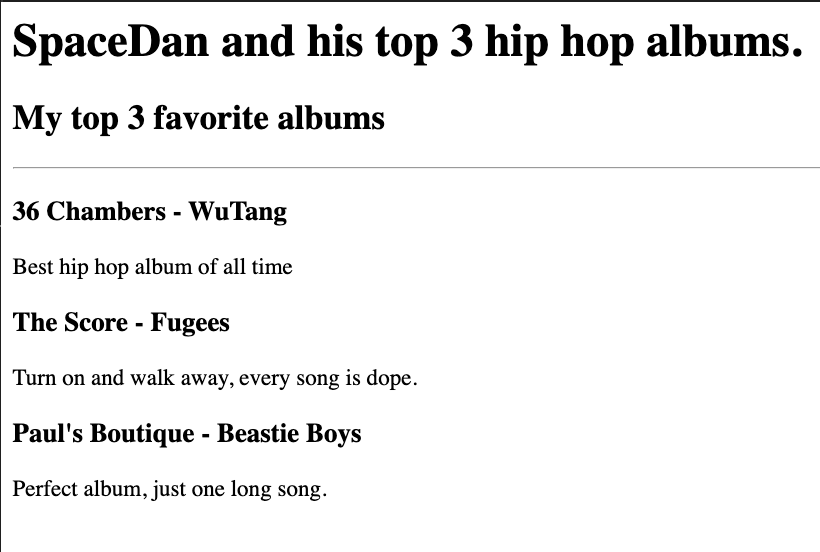 SpaceDan and his top 3 hip hop albums.
My top 3 favorite albums
36 Chambers - WuTang
Best hip hop album of all time
The Score - Fugees
Turn on and walk away, every song is dope.
Paul's Boutique - Beastie Boys
Perfect album, just one long song.